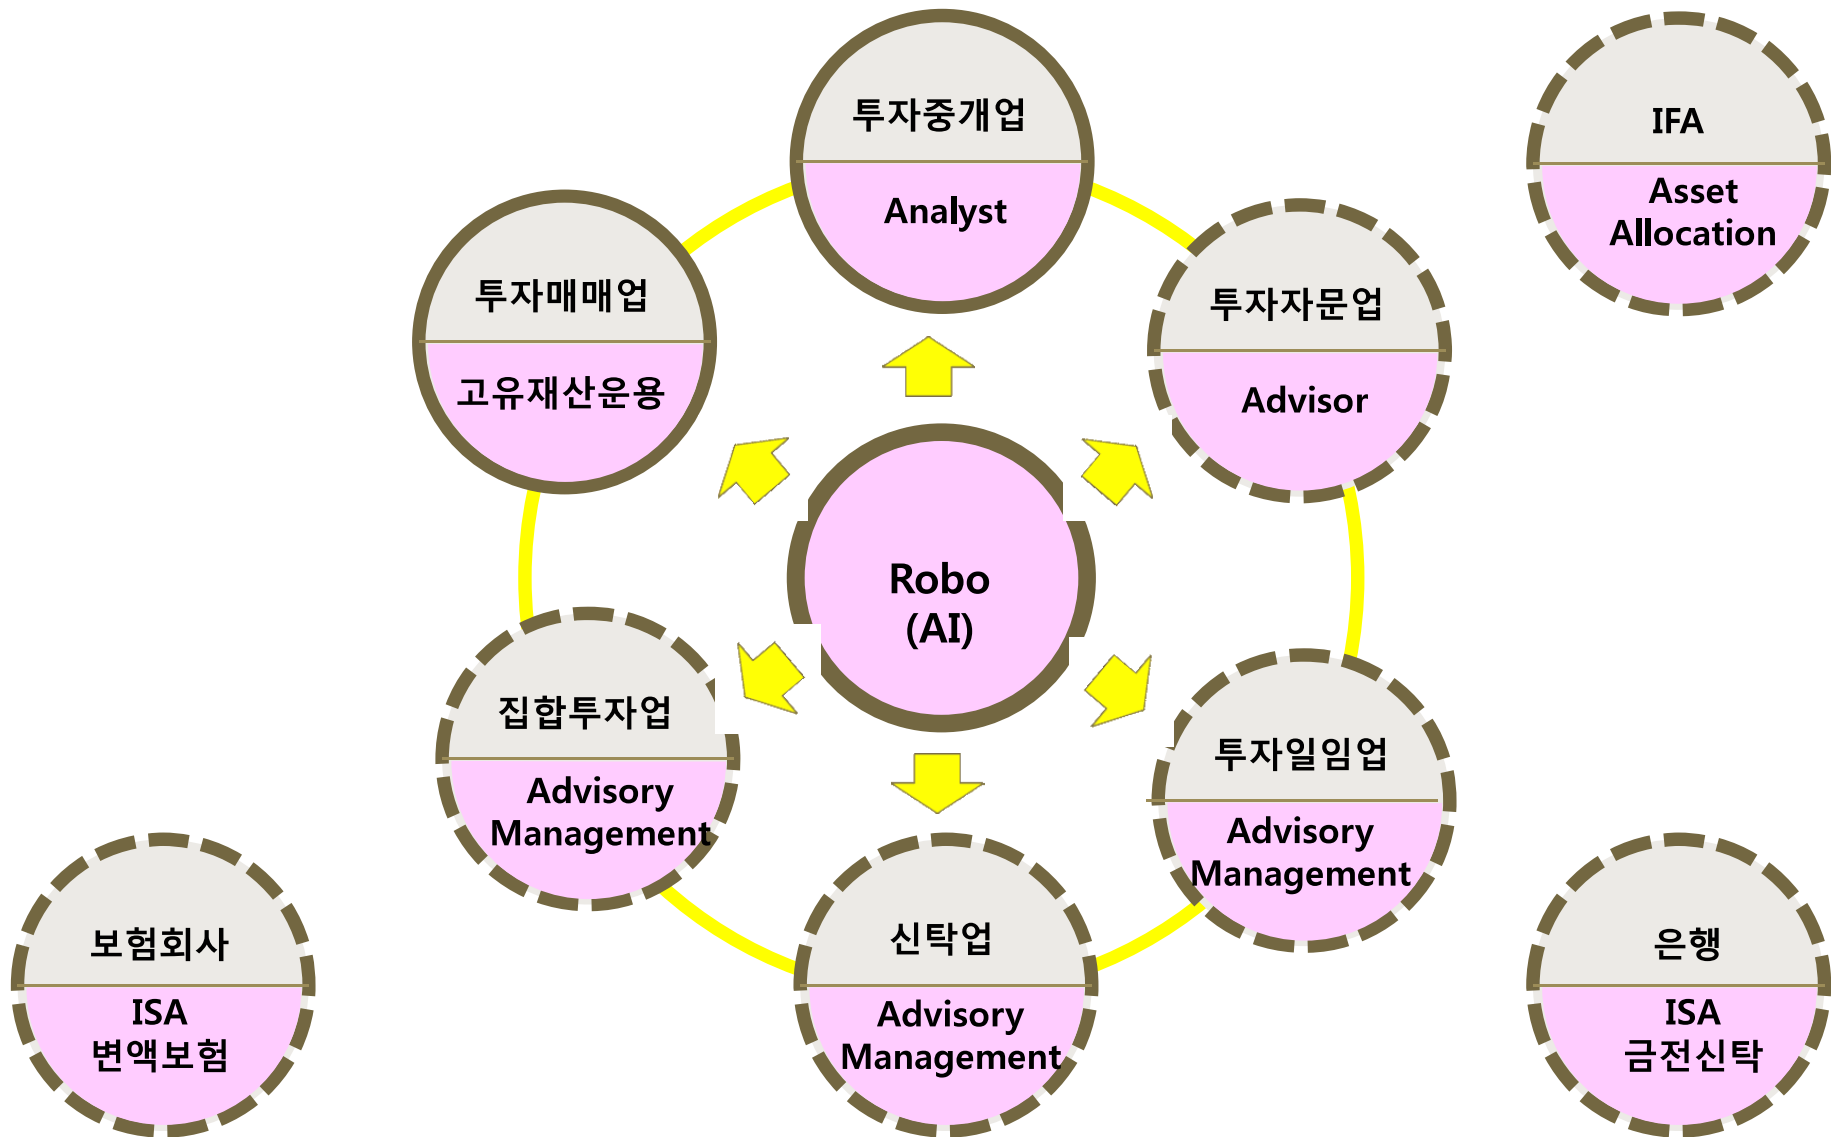 투자중개업
Analyst
IFA
Asset
Allocation
투자매매업
고유재산운용
투자자문업
Advisor
Robo
(AI)
집합투자업
Advisory
Management
투자일임업
Advisory
Management
보험회사
ISA
변액보험
신탁업
Advisory
Management
은행
ISA
금전신탁